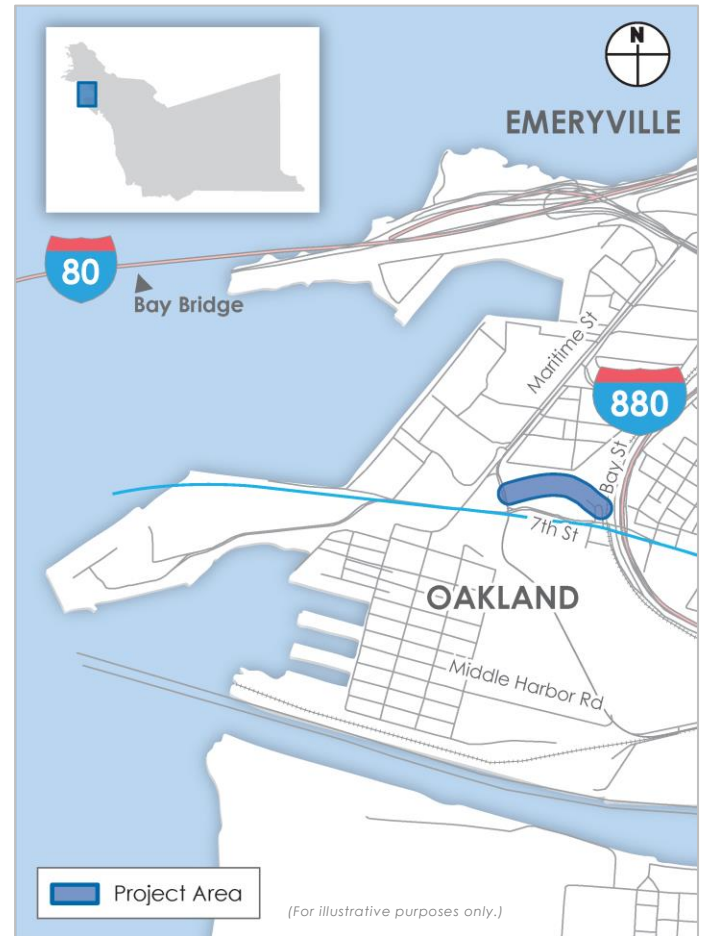 N
EMERYVILLE
80
Bay Bridge
Maritime St
880
Bay St
7th St
OAKLAND
Middle Harbor Rd
Project Area
(For illustrative purposes only.)